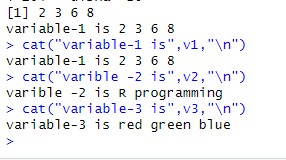 [1] 2 3 6 8
variable-1 is 2 3 6 8
> cat("variable-1 is",v1,"\n")
variable-1 is 2 3 6 8
> cat("varible -2 is",v2,"\n")
varible -2 is R programming
> cat("variable-3 is",v3,"\n")
variable-3 is red green blue
>